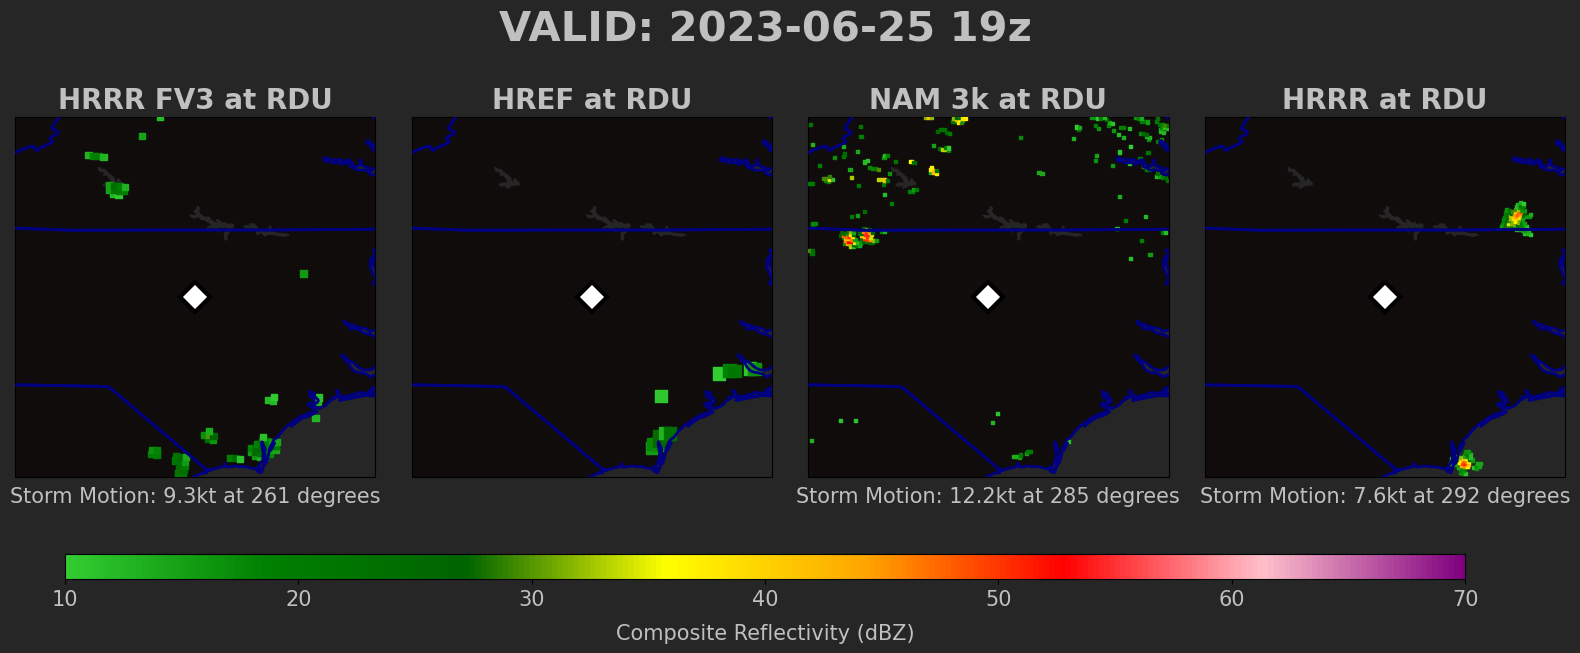 VALID: 2023-06-25 19z
HRRR FV3 at RDU
HREF at RDU
NAM 3k at RDU
HRRR at RDU
Storm Motion: 9.3kt at 261 degrees
Storm Motion: 12.2kt at 285 degrees
Storm Motion: 7.6kt at 292 degrees
10 20 30 40 50 60 70
Composite Reflectivity (dBZ)